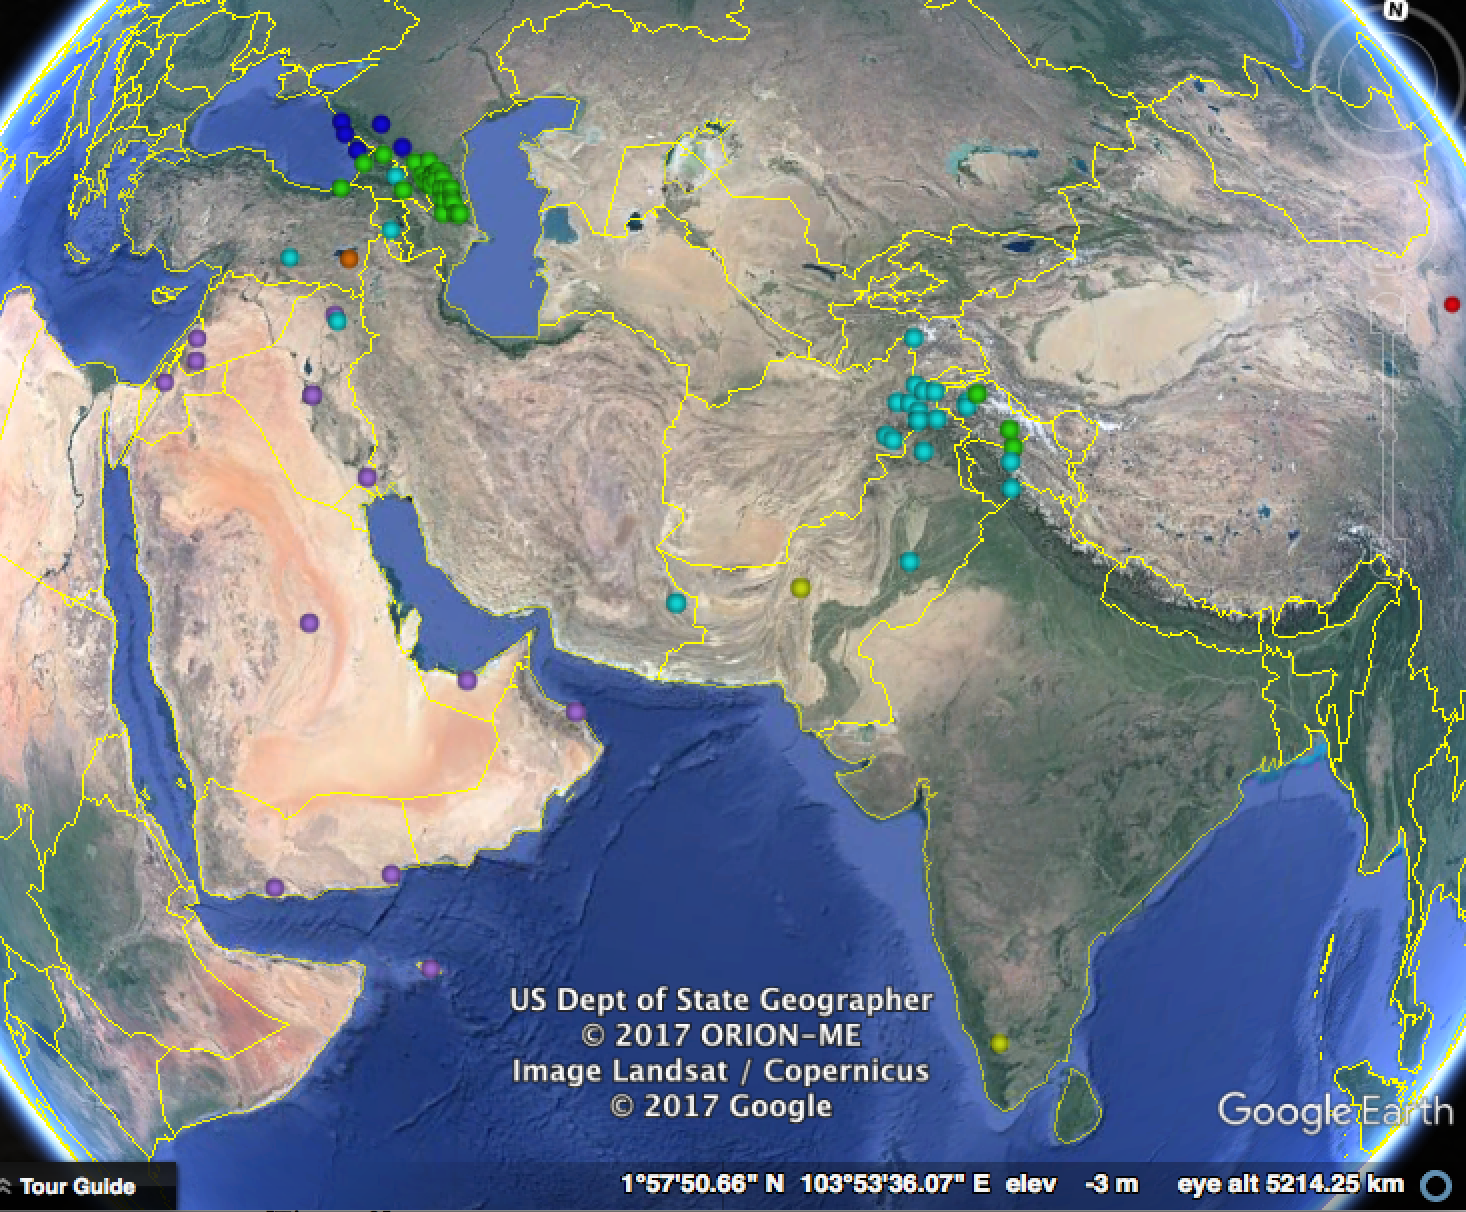 N
US Dept of State Geographer
© 2017 ORION-ME
Image Landsat / Copernicus
© 2017 Google
Google Earth
Tour Guide
1°57'50.66" N 103°53'36.07" E elev -3 m eye alt 5214.25 km